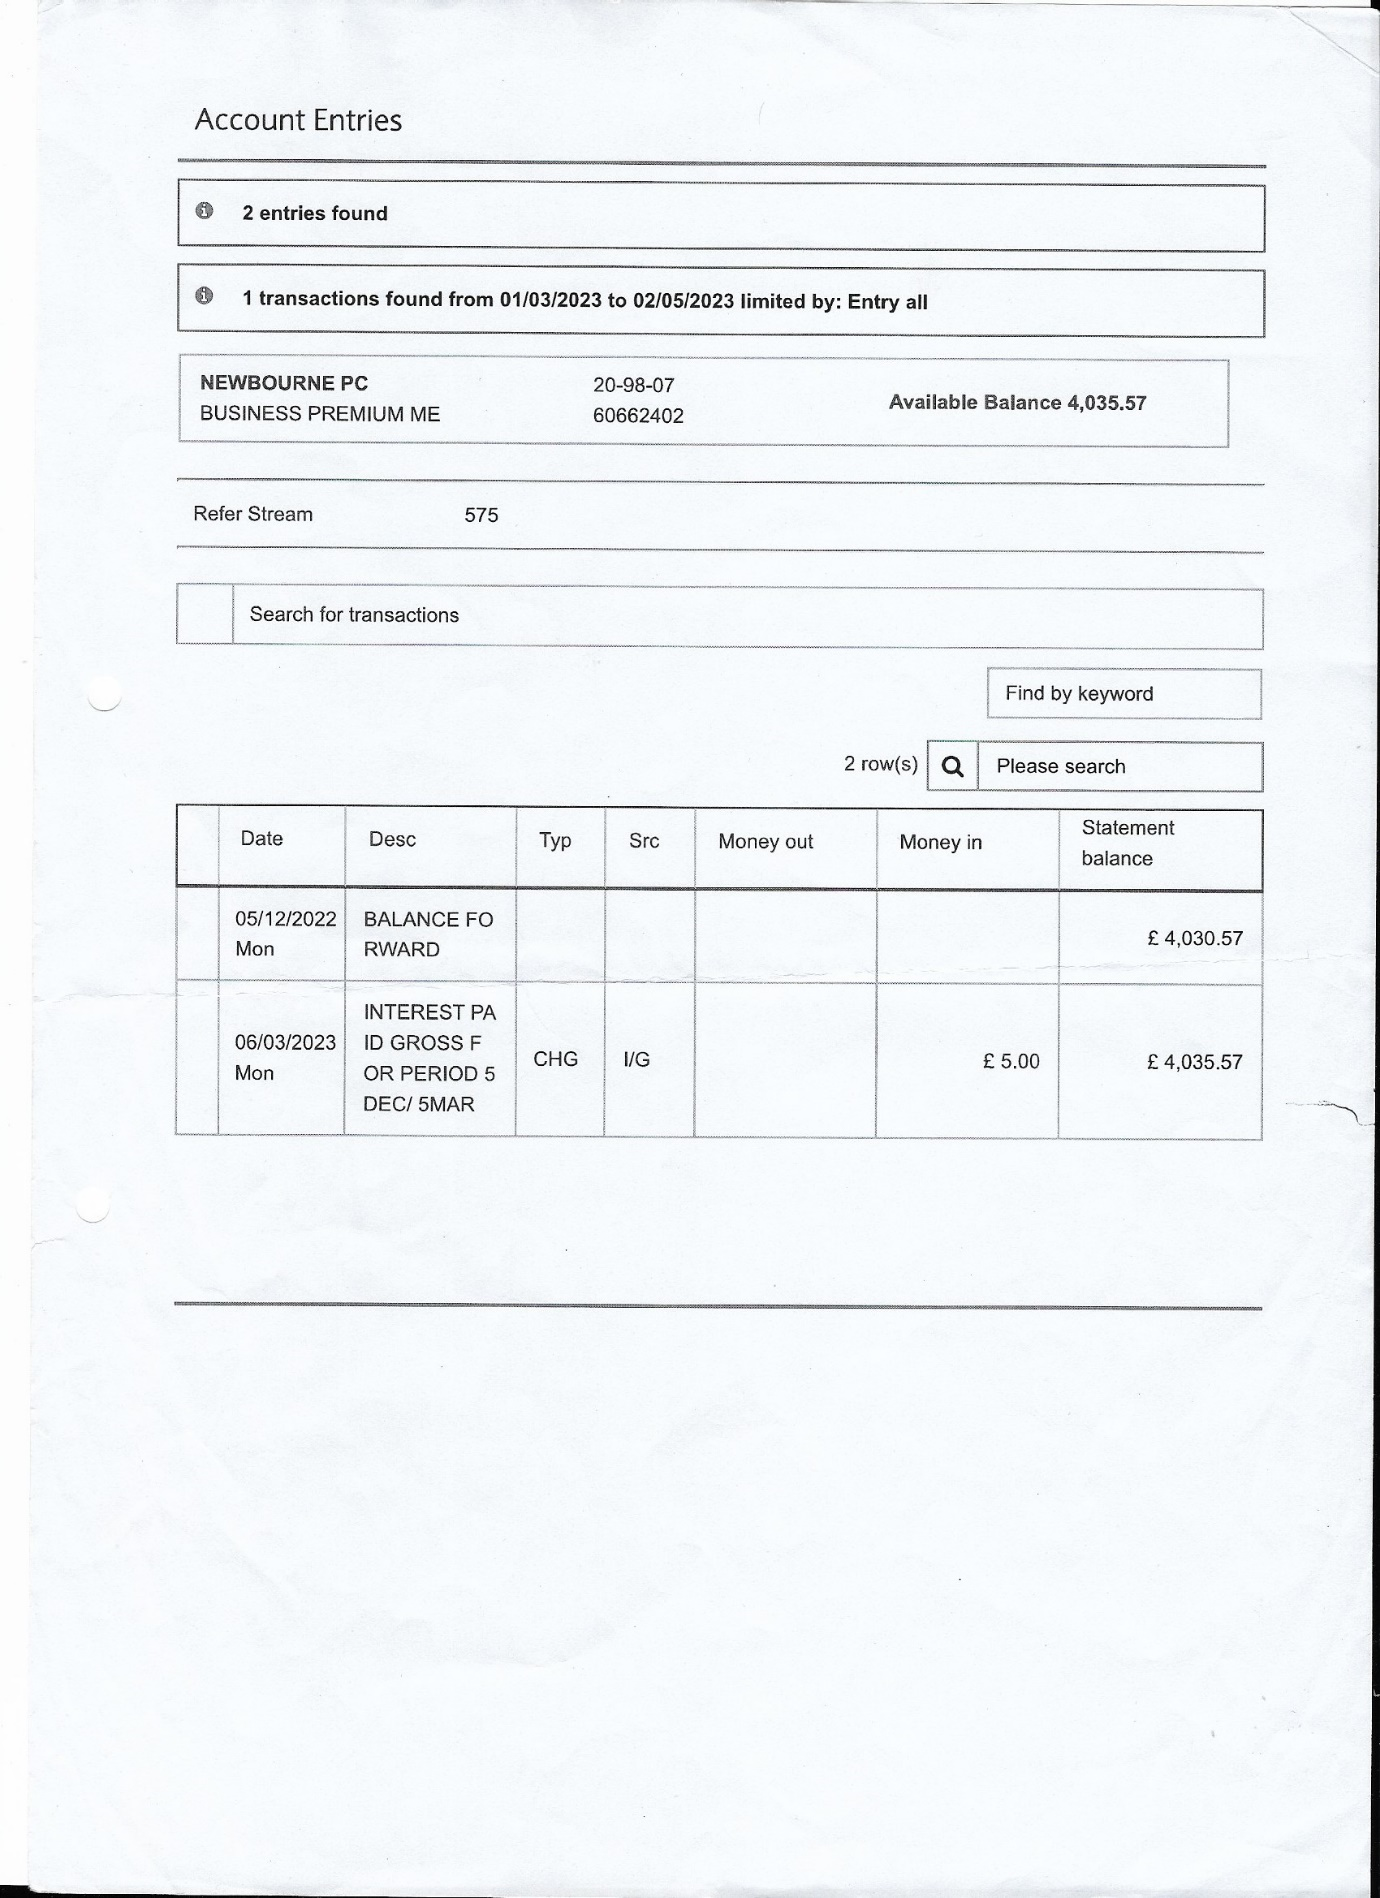 Account Entries
2 entries found
1 transactions found from 01/03/2023 to 02/05/2023 limited by: Entry all
NEWBOURNE PC 20-98-07 Available Balance 4,035.57
BUSINESS PREMIUM ME 60662402
Refer Stream 575
Search for transactions
Find by keyword
2 row(s) Please search
Date Desc Typ Src Money out Money in Statement
balance
05/12/2022 BALANCE FO
Mon RWARD £ 4,030.57
INTEREST PA
06/03/2023 ID GROSS F CHG I/G £ 5.00 £ 4,035.57
Mon OR PERIOD 5
DEC/ 5MAR